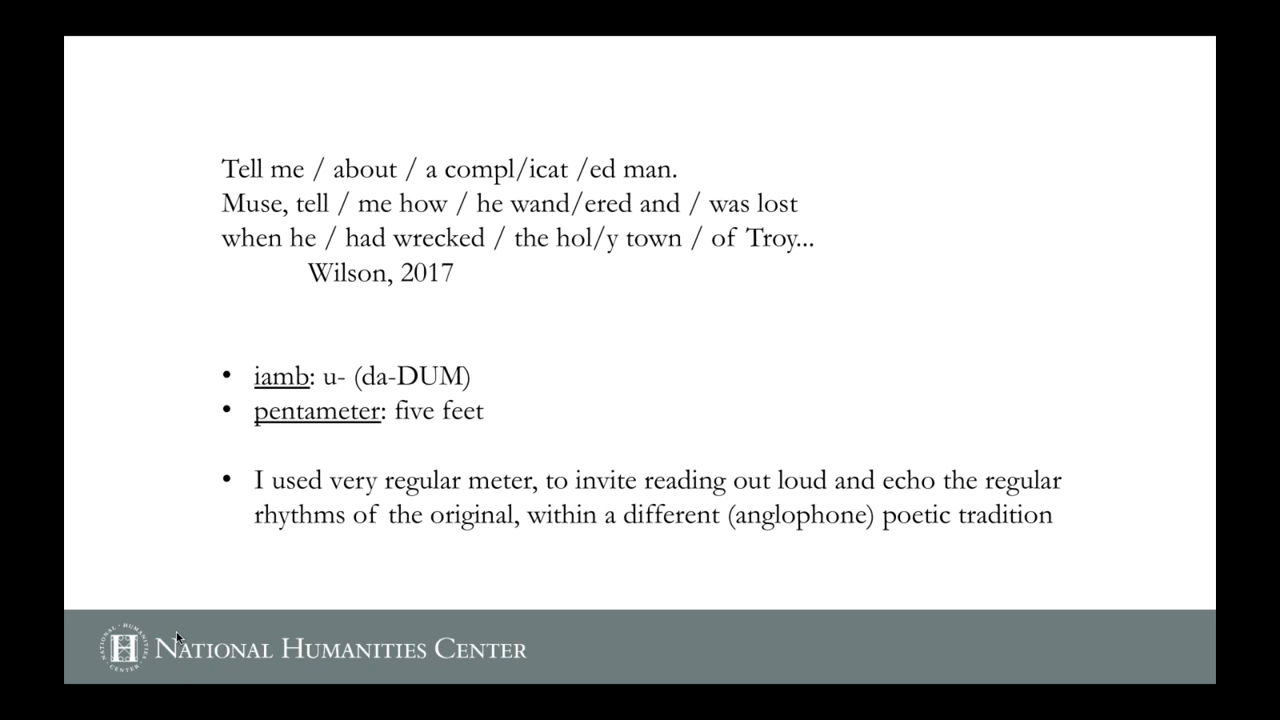 Tell me / about / a compl/icat /ed man.
Muse, tell / me how / he wand/ered and / was lost
when he / had wrecked / the hol/y town / of Troy...
Wilson, 2017
• iamb: u- (da-DUM)
• pentameter: five feet
• I used very regular meter, to invite reading out loud and echo the regular
rhythms of the original, within a different (anglophone) poetic tradition
NATIONAL HUMANITIES CENTER
NATIONAL HUMANITIES CENTER